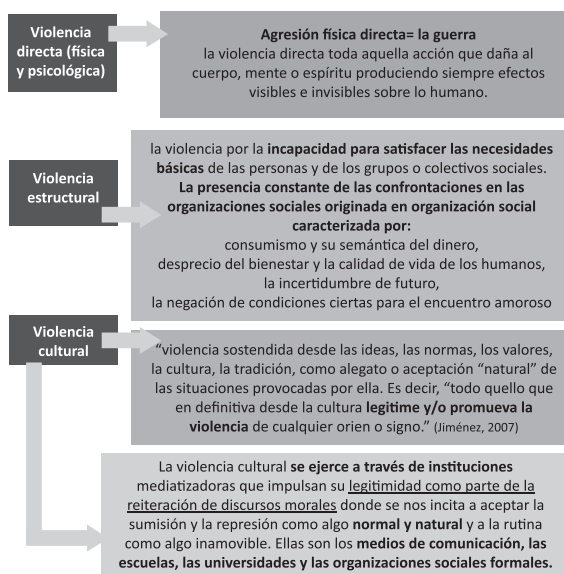 Violencia
directa (física
y psicológica)
Agresión física directa= la guerra
la violencia directa toda aquella acción que daña al
cuerpo, mente o espíritu produciendo siempre efectos
visibles e invisibles sobre lo humano.
Violencia
estructural
la violencia por la incapacidad para satisfacer las necesidades
básicas de las personas y de los grupos o colectivos sociales.
La presencia constante de las confrontaciones en las
organizaciones sociales originada en organización social
caracterizada por:
consumismo y su semántica del dinero,
desprecio del bienestar y la calidad de vida de los humanos,
la incertidumbre de futuro,
la negación de condiciones ciertas para el encuentro amoroso
Violencia
cultural
“violencia sostendida desde las ideas, las normas, los valores,
la cultura, la tradición, como alegato o aceptación “natural” de
las situaciones provocadas por ella. Es decir, “todo quello que
en definitiva desde la cultura legitime y/o promueva la
violencia de cualquier orien o signo.” (Jiménez, 2007)
La violencia cultural se ejerce a través de instituciones
mediatizadoras que impulsan su legitimidad como parte de la
reiteración de discursos morales donde se nos incita a aceptar la
sumisión y la represión como algo normal y natural y a la rutina
como algo inamovible. Ellas son los medios de comunicación, las
escuelas, las universidades y las organizaciones sociales formales.